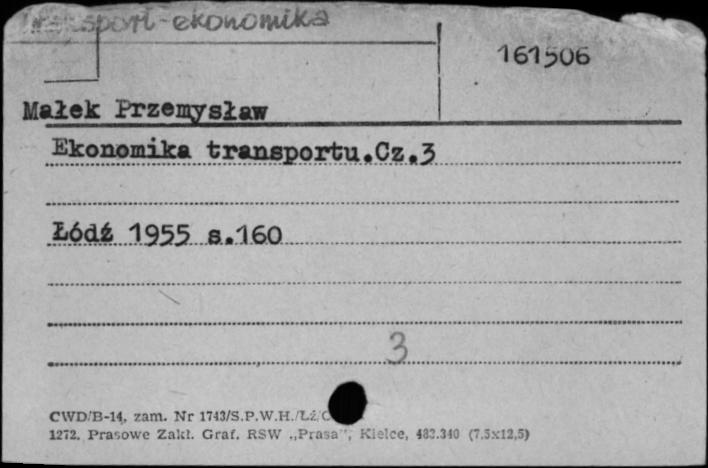 Transport-ekonomika
161506
Małek Przemysław
Ekonomika transportu.Cz.3
Łódź 1955 s.160
3
CWD/B-14, zam. Nr 1743/S.P.W.H./Łź/
1272. Prasowe Zakł. Graf. RSW „Prasa", Kielce, 483.340 (7,5x12,5)